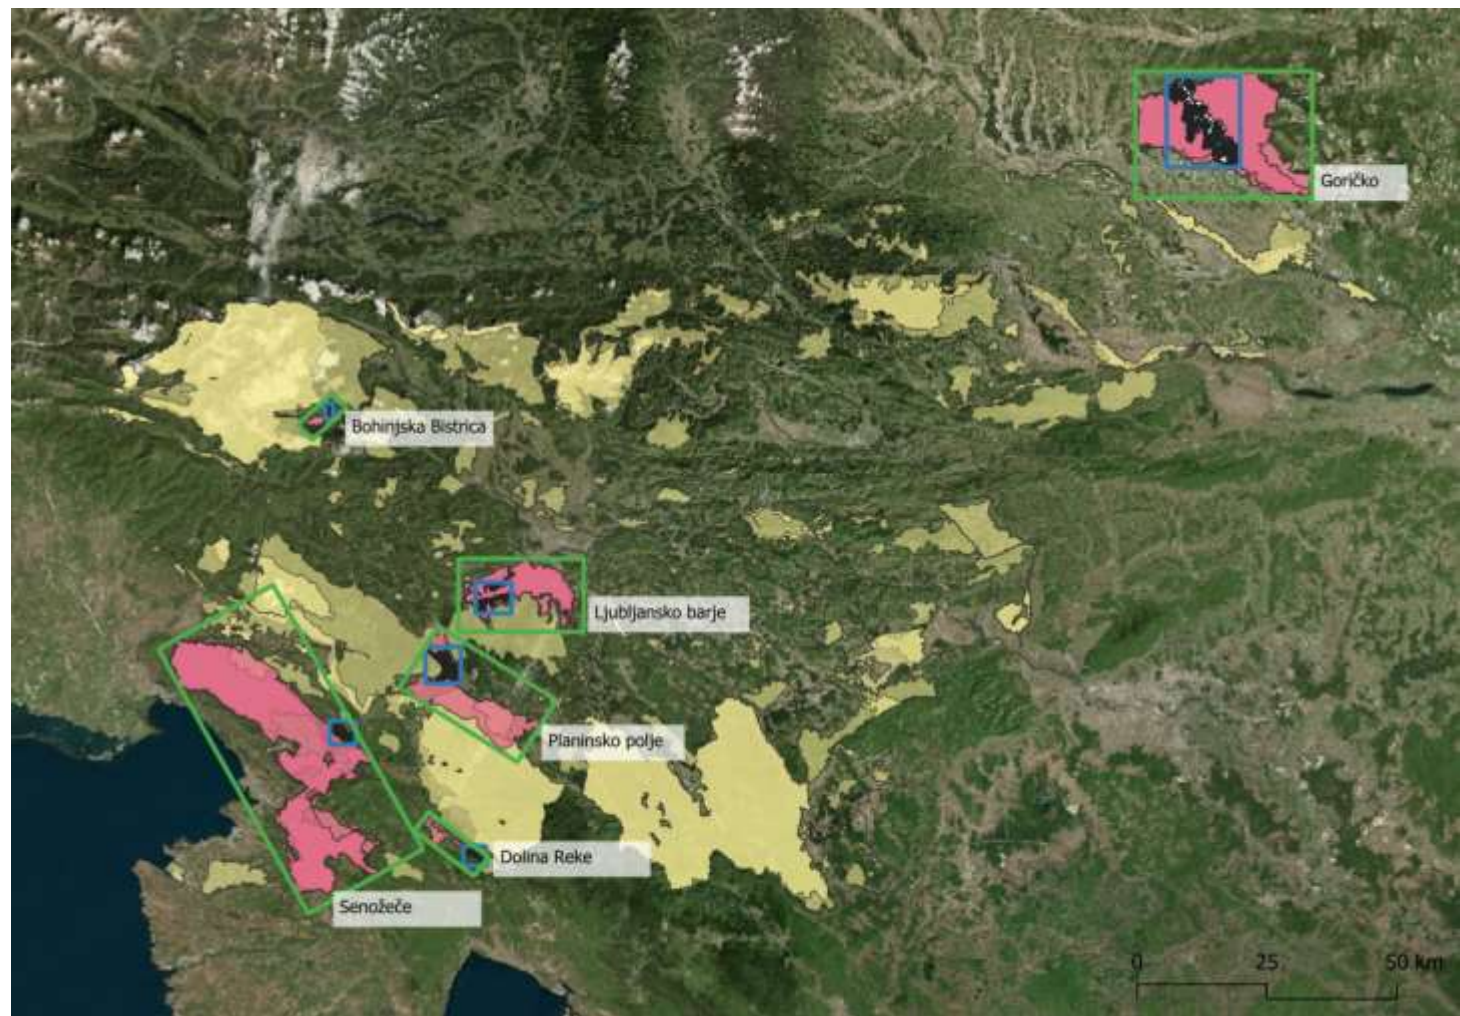 Goričko
Bohinjska Bistrica
Ljubljansko barje
Planinsko polje
Dolina Reke
Senožeče
0 25 50 km